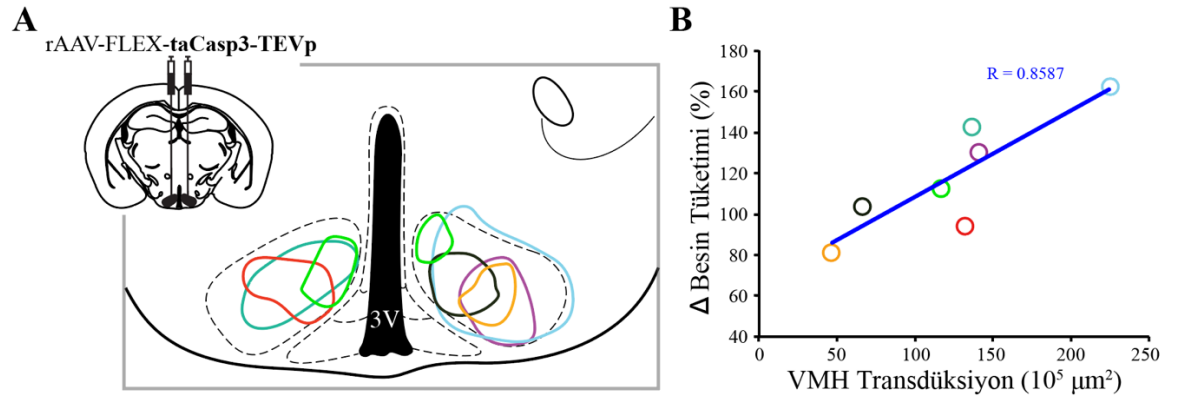 A
rAAV-FLEX-taCasp3-TEVp
3V
B
180
160
140
120
100
80
60
40
Δ Besin Tüketimi (%)
R = 0.8587
0 50 100 150 200 250
VMH Transdüksiyon (10⁵ μm²)